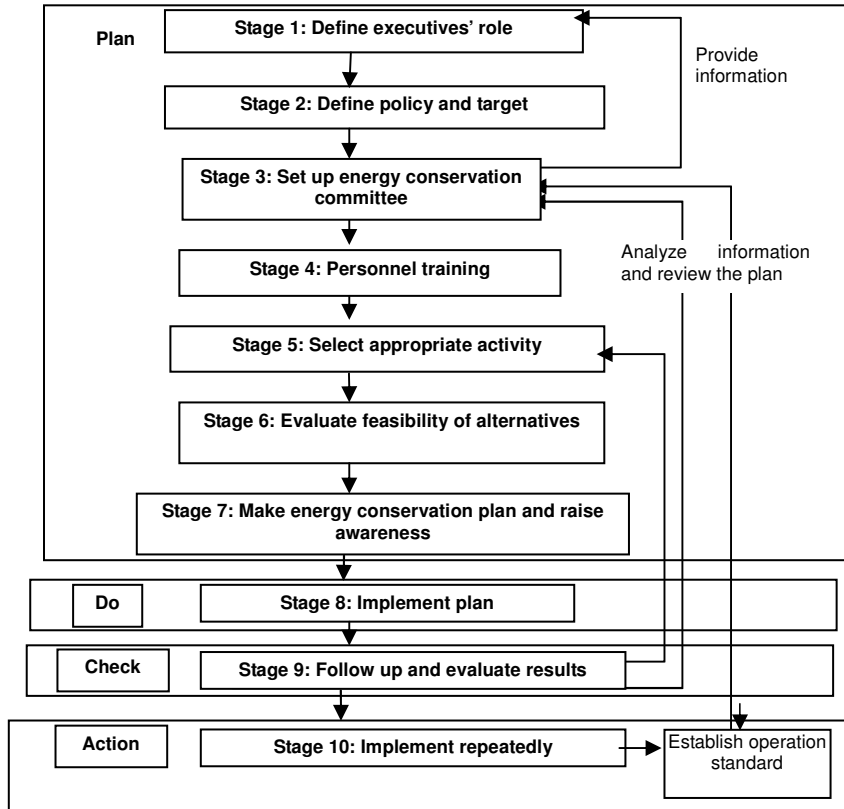 Plan
Stage 1: Define executives’ role
Provide
information
Stage 2: Define policy and target
Stage 3: Set up energy conservation
committee
Analyze information
and review the plan
Stage 4: Personnel training
Stage 5: Select appropriate activity
Stage 6: Evaluate feasibility of alternatives
Stage 7: Make energy conservation plan and raise
awareness
Do
Stage 8: Implement plan
Check
Stage 9: Follow up and evaluate results
Action
Stage 10: Implement repeatedly
Establish operation
standard